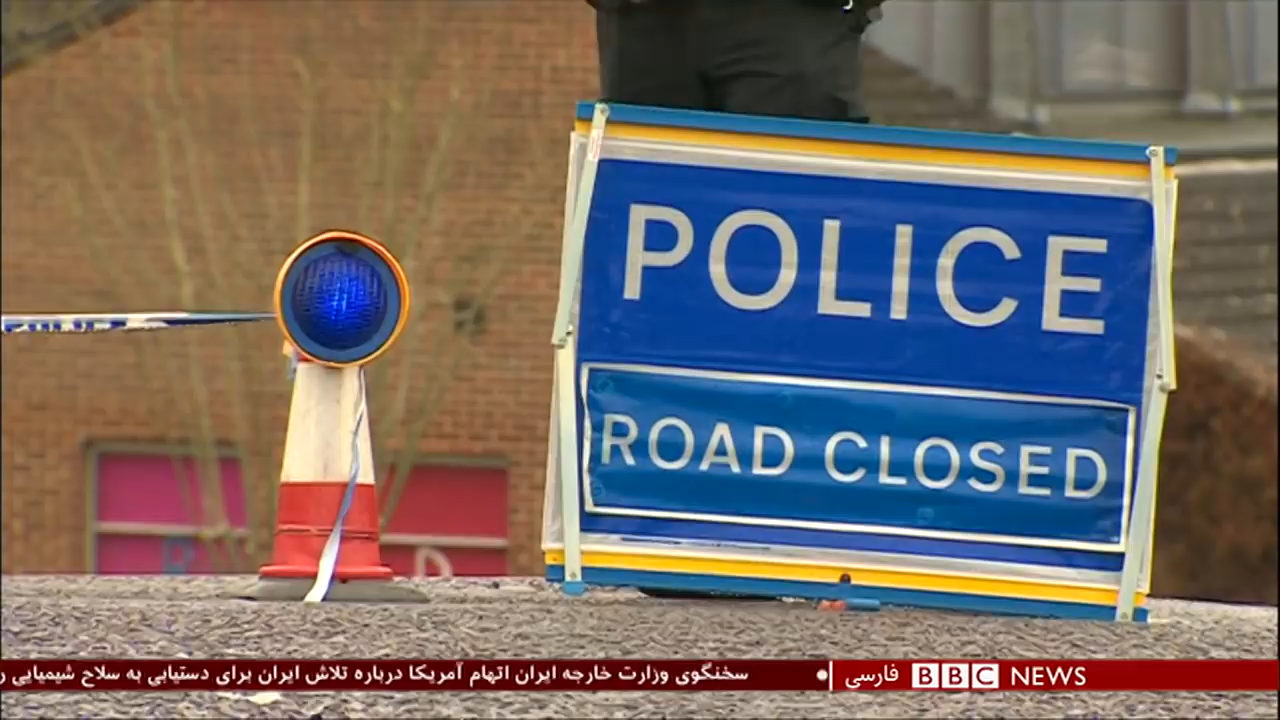 POLICE
ROAD CLOSED
سخنگوی وزارت خارجه ایران اتهام آمریکا درباره تلاش ایران برای دستیابی به سلاح شیمیایی
فارسی BBC NEWS